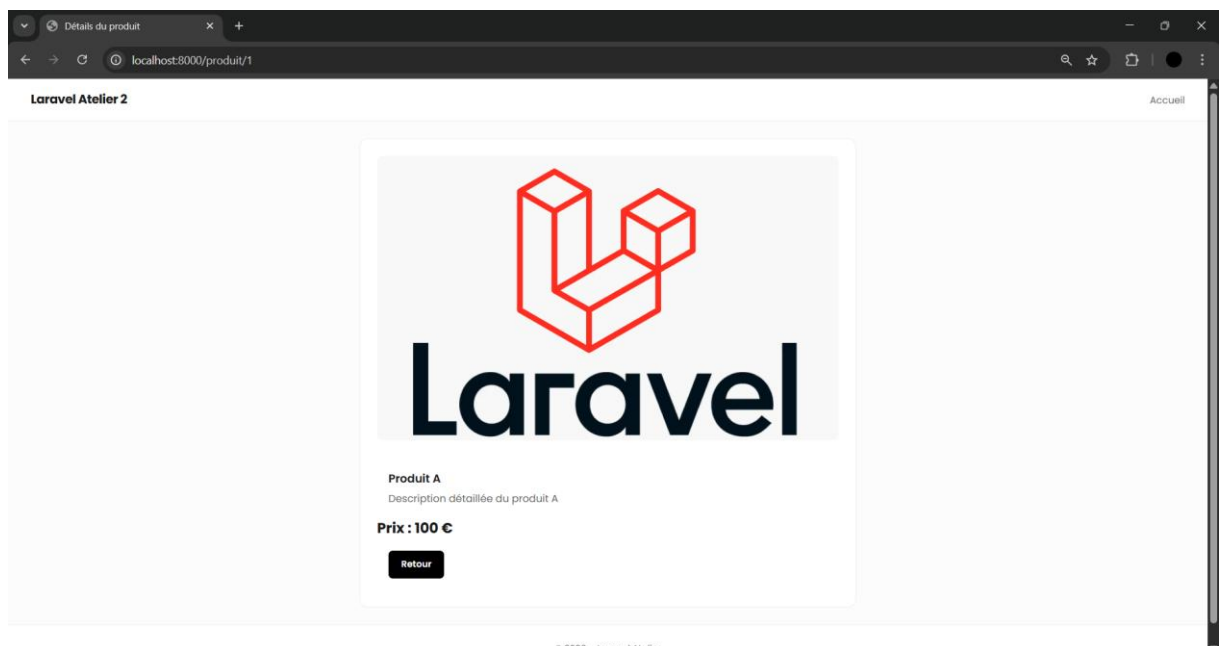 Détails du produit
localhost:8000/produit/1
Laravel Atelier 2
Accueil
Laravel
Produit A
Description détaillée du produit A
Prix : 100 €
Retour